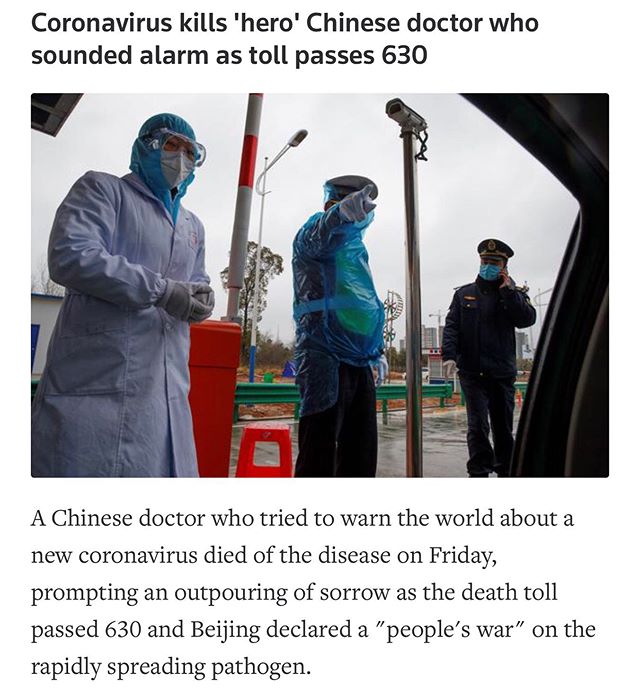 Coronavirus kills 'hero' Chinese doctor who
sounded alarm as toll passes 630
A Chinese doctor who tried to warn the world about a
new coronavirus died of the disease on Friday,
prompting an outpouring of sorrow as the death toll
passed 630 and Beijing declared a "people's war" on the
rapidly spreading pathogen.